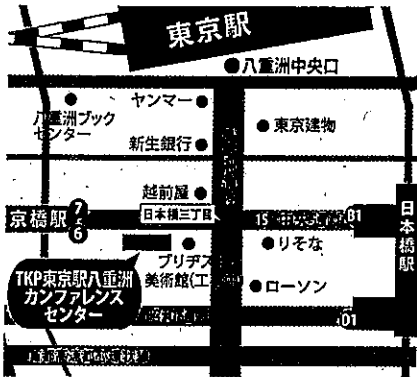 東京駅
八重洲中央口
八重洲ブック
センター
ヤンマー
東京建物
新生銀行
越前屋
日本橋三丁目
京橋駅
7
5
6
15
B1
日本橋駅
ブリヂス
美術館(工
りそな
ローソン
TKP東京駅八重洲
カンファレンス
センター
D1